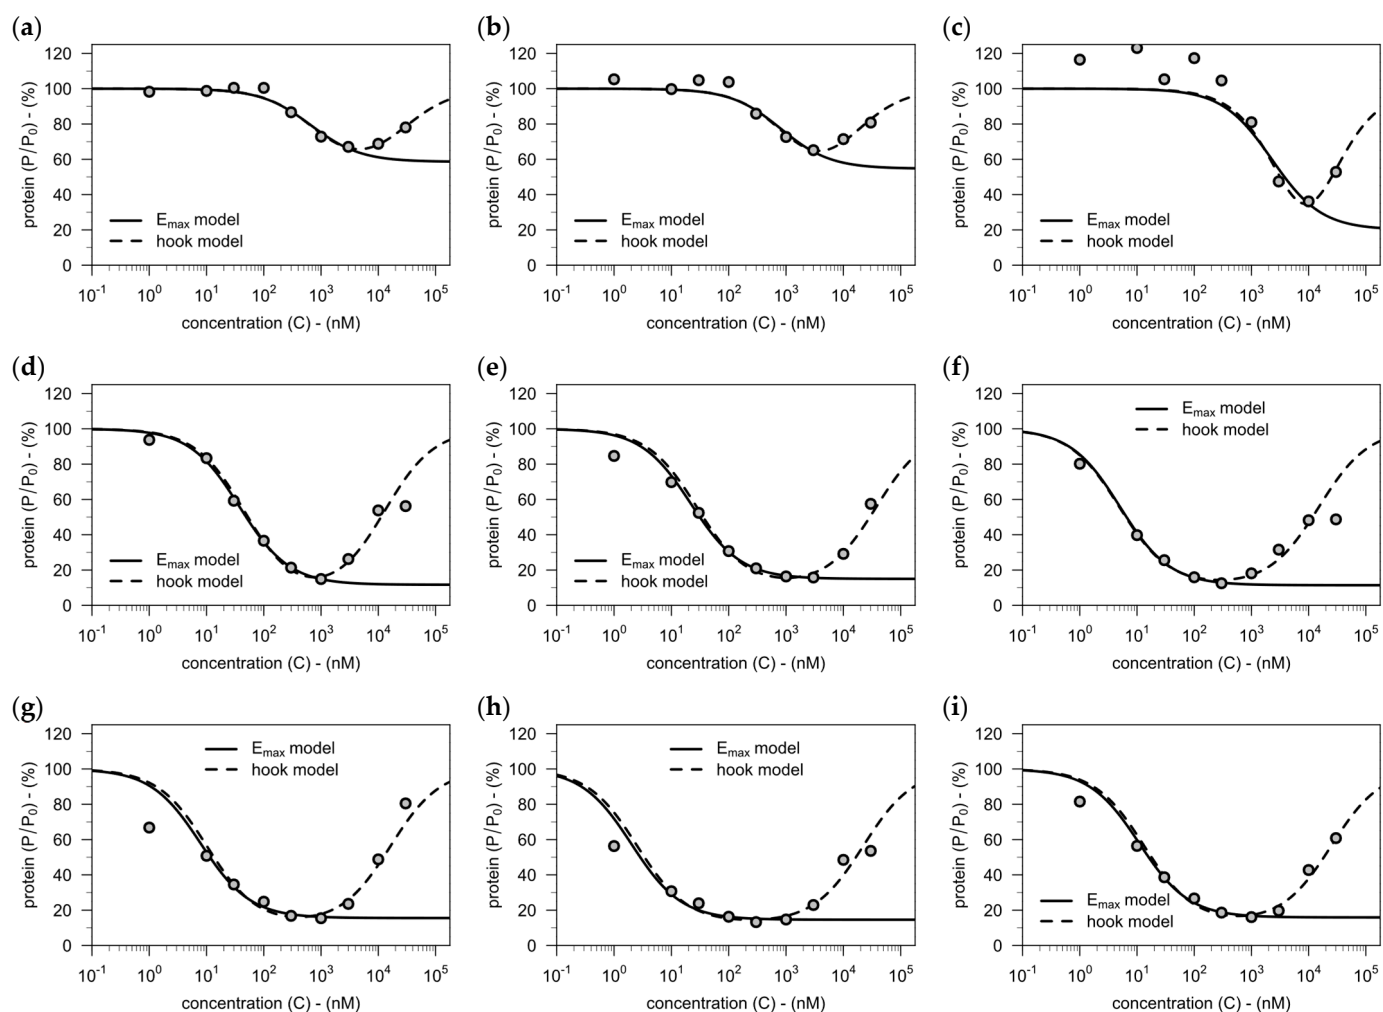 (a)
protein (P/P₀) - (%)
120
100
80
60
40
20
0
Eₘₐₓ model
hook model
10⁻¹ 10⁰ 10¹ 10² 10³ 10⁴ 10⁵
concentration (C) - (nM)
(b)
protein (P/P₀) - (%)
120
100
80
60
40
20
0
Eₘₐₓ model
hook model
10⁻¹ 10⁰ 10¹ 10² 10³ 10⁴ 10⁵
concentration (C) - (nM)
(c)
protein (P/P₀) - (%)
120
100
80
60
40
20
0
Eₘₐₓ model
hook model
10⁻¹ 10⁰ 10¹ 10² 10³ 10⁴ 10⁵
concentration (C) - (nM)
(d)
protein (P/P₀) - (%)
120
100
80
60
40
20
0
Eₘₐₓ model
hook model
10⁻¹ 10⁰ 10¹ 10² 10³ 10⁴ 10⁵
concentration (C) - (nM)
(e)
protein (P/P₀) - (%)
120
100
80
60
40
20
0
Eₘₐₓ model
hook model
10⁻¹ 10⁰ 10¹ 10² 10³ 10⁴ 10⁵
concentration (C) - (nM)
(f)
protein (P/P₀) - (%)
120
100
80
60
40
20
0
Eₘₐₓ model
hook model
10⁻¹ 10⁰ 10¹ 10² 10³ 10⁴ 10⁵
concentration (C) - (nM)
(g)
protein (P/P₀) - (%)
120
100
80
60
40
20
0
Eₘₐₓ model
hook model
10⁻¹ 10⁰ 10¹ 10² 10³ 10⁴ 10⁵
concentration (C) - (nM)
(h)
protein (P/P₀) - (%)
120
100
80
60
40
20
0
Eₘₐₓ model
hook model
10⁻¹ 10⁰ 10¹ 10² 10³ 10⁴ 10⁵
concentration (C) - (nM)
(i)
protein (P/P₀) - (%)
120
100
80
60
40
20
0
Eₘₐₓ model
hook model
10⁻¹ 10⁰ 10¹ 10² 10³ 10⁴ 10⁵
concentration (C) - (nM)